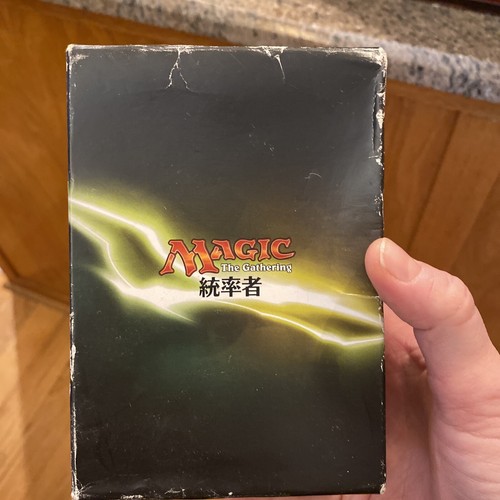 MAGIC
The Gathering
統率者